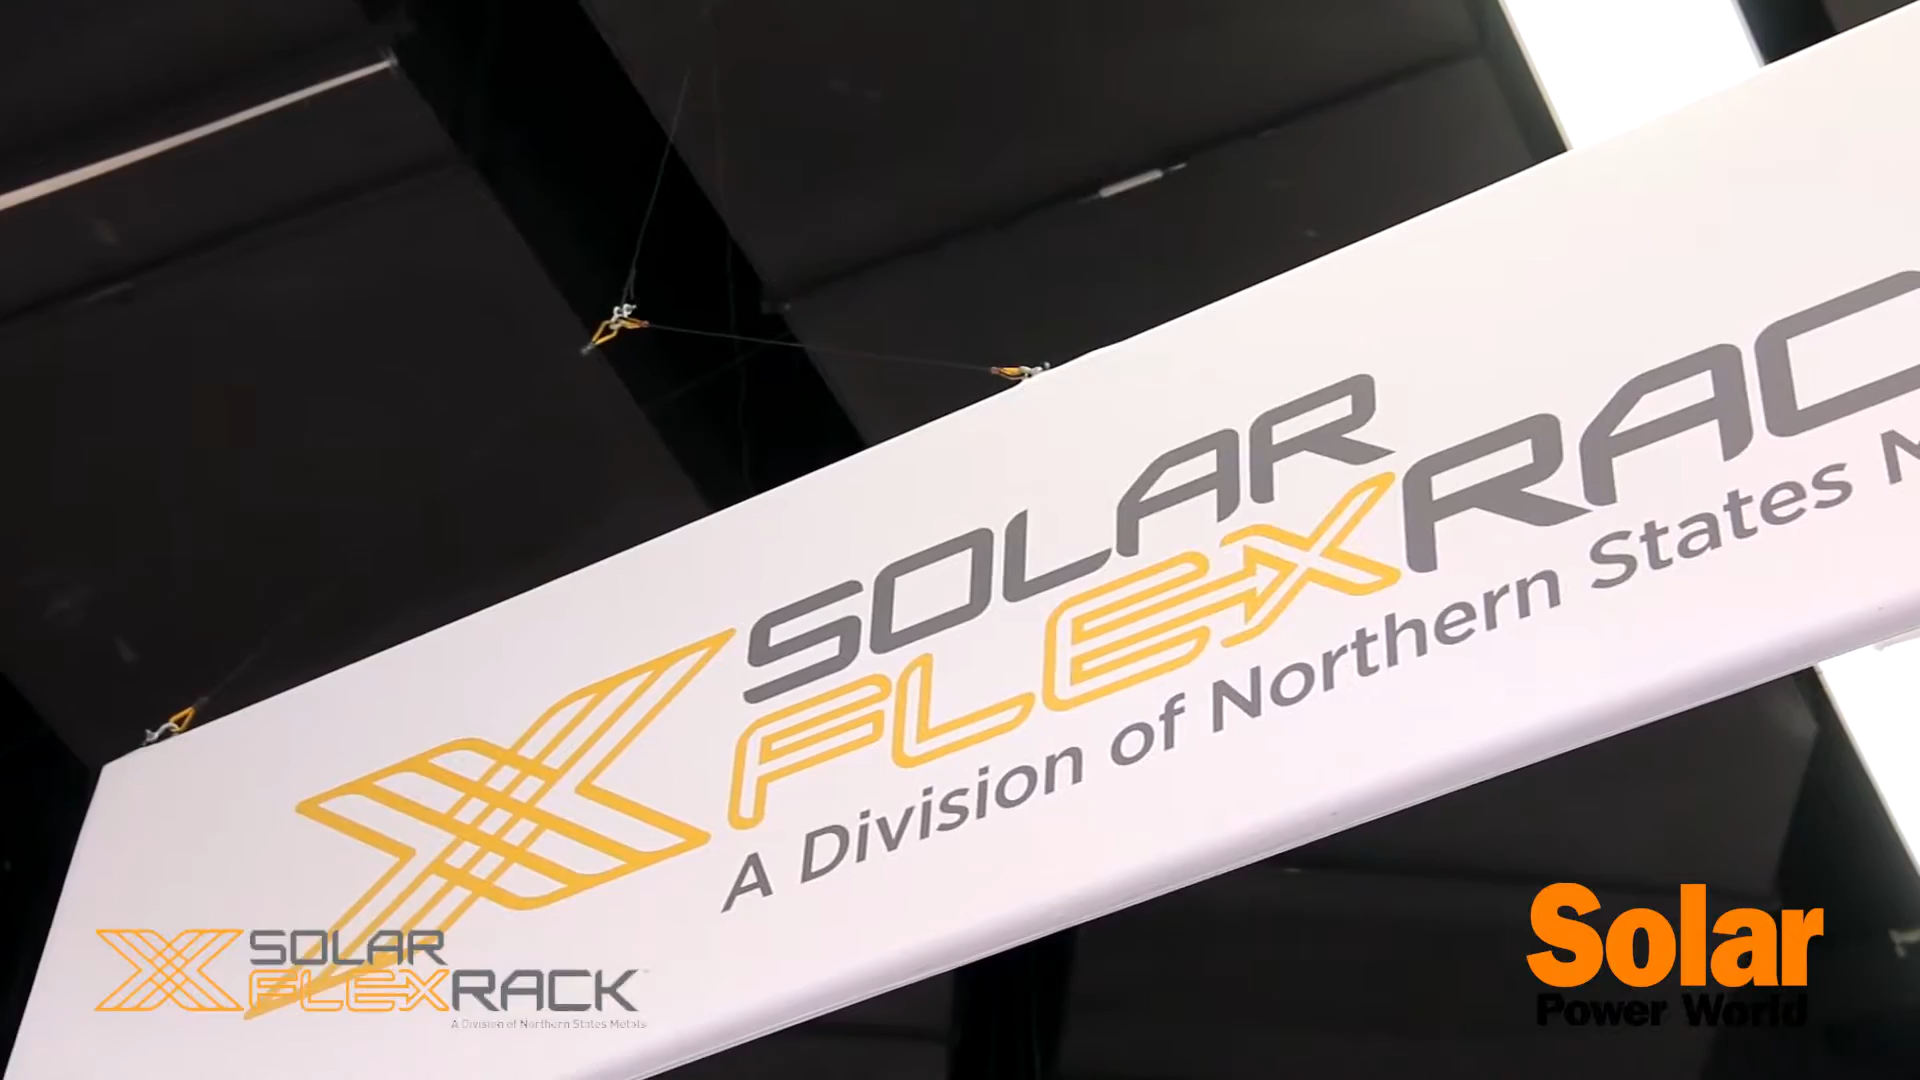 SOLAR
FLEXRAC
A Division of Northern States M
SOLAR
FLEXRACK
A Division of Northern States Metals
Solar
Power World